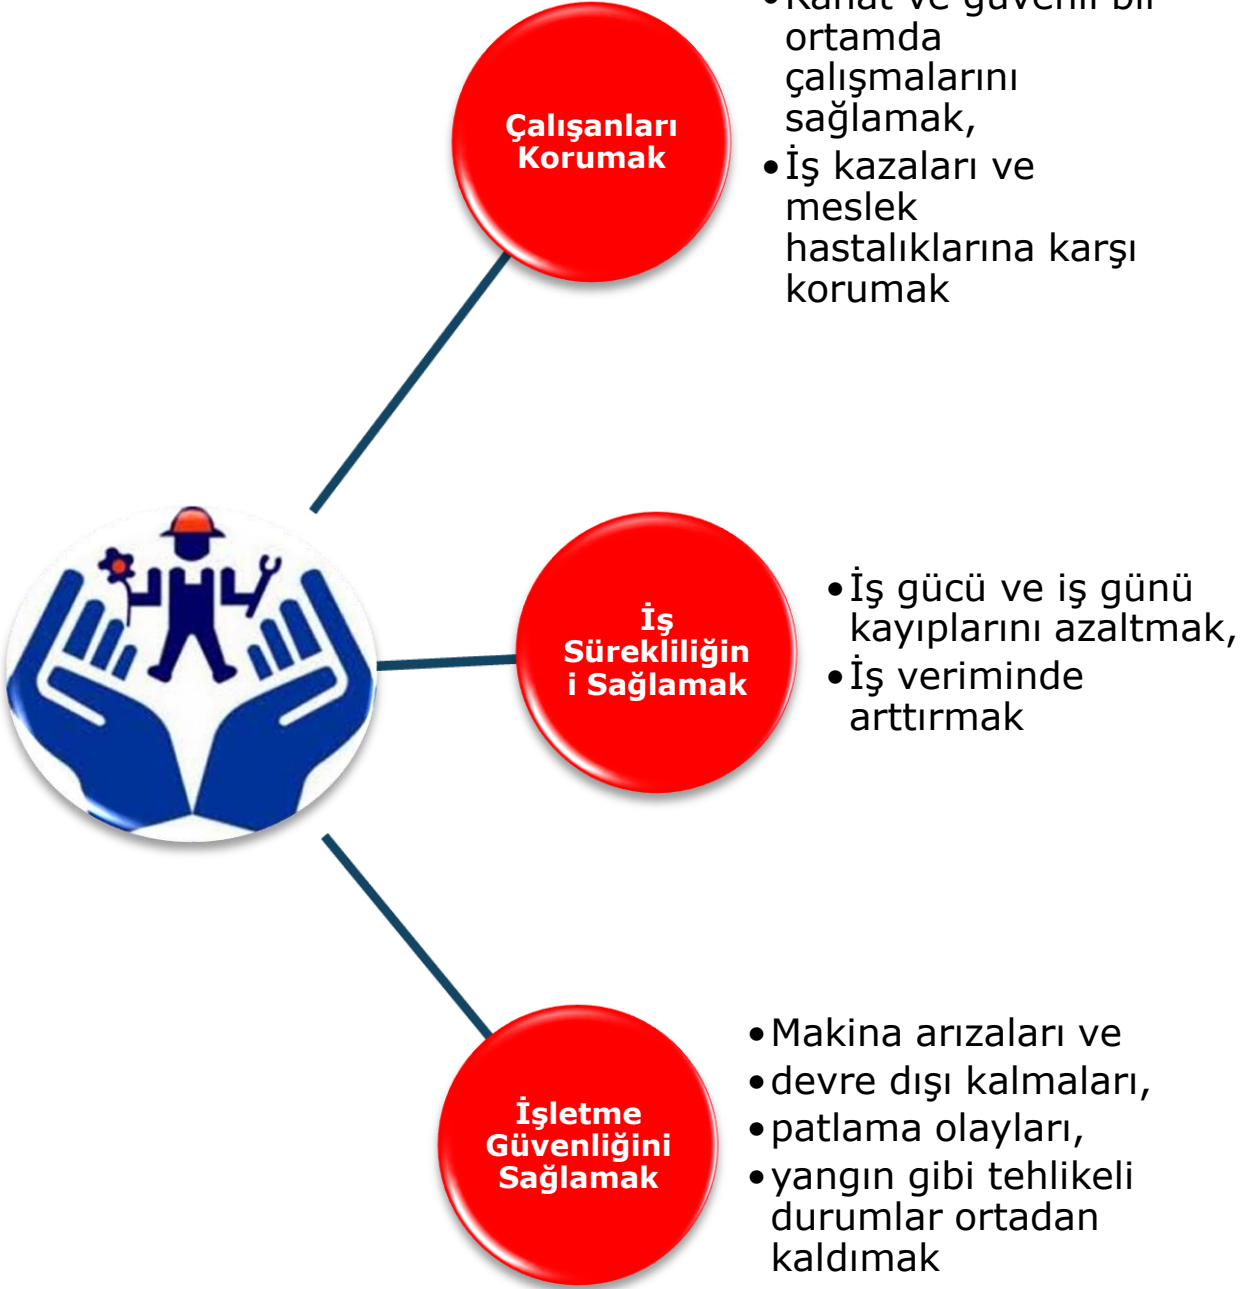 ortamda
çalışmalarını
sağlamak,
Çalışanları
Korumak
•İş kazaları ve
meslek
hastalıklarına karşı
korumak
İş
Sürekliliğin
i Sağlamak
•İş gücü ve iş günü
kayıplarını azaltmak,
•İş veriminde
arttırmak
İşletme
Güvenliğini
Sağlamak
•Makina arızaları ve
•devre dışı kalmaları,
•patlama olayları,
•yangın gibi tehlikeli
durumlar ortadan
kaldımak